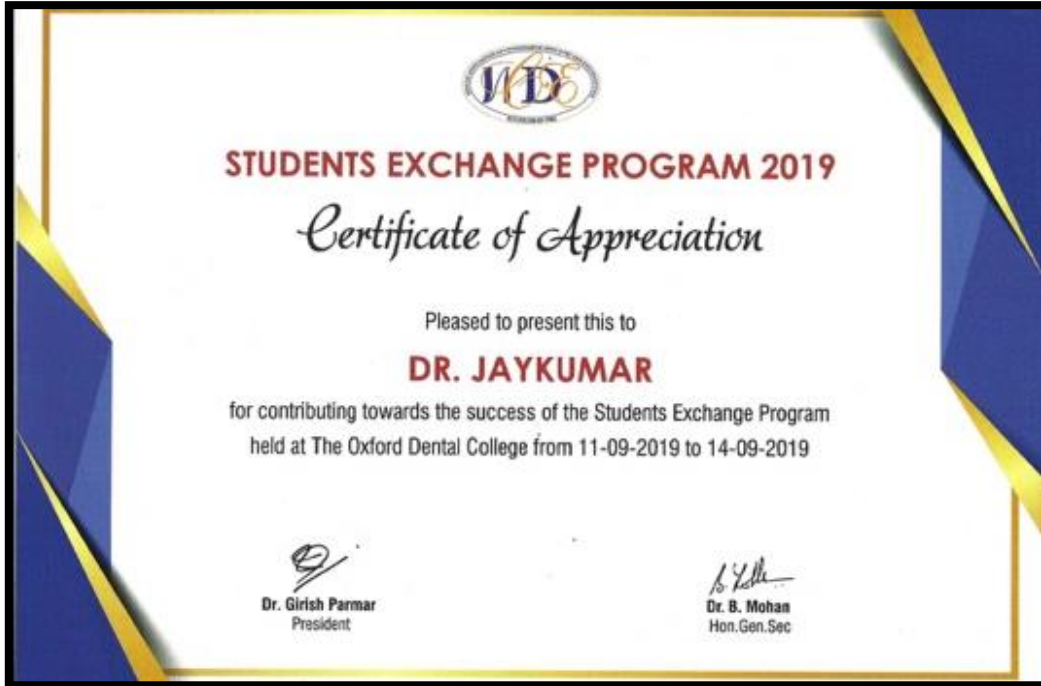 STUDENTS EXCHANGE PROGRAM 2019
Certificate of Appreciation
Pleased to present this to
DR. JAYKUMAR
for contributing towards the success of the Students Exchange Program
held at The Oxford Dental College from 11-09-2019 to 14-09-2019
Dr. Girish Parmar
President
Dr. B. Mohan
Hon.Gen.Sec